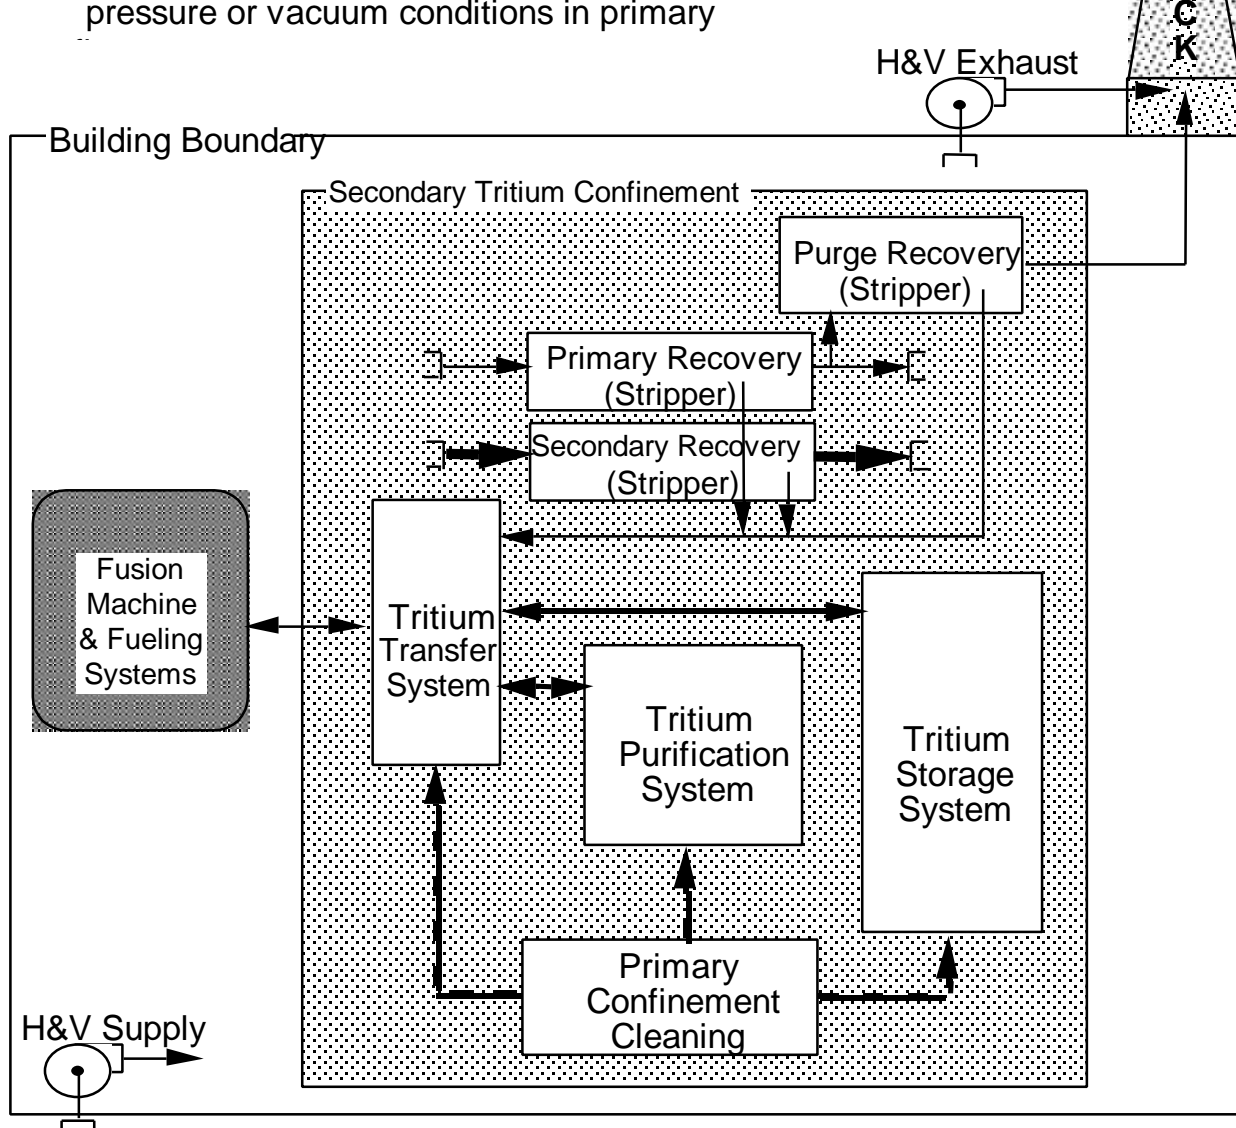 pressure or vacuum conditions in primary
C
K
H&V Exhaust
Building Boundary
Secondary Tritium Confinement
Purge Recovery
(Stripper)
Primary Recovery
(Stripper)
Secondary Recovery
(Stripper)
Fusion
Machine
& Fueling
Systems
Tritium
Transfer
System
Tritium
Purification
System
Tritium
Storage
System
Primary
Confinement
Cleaning
H&V Supply